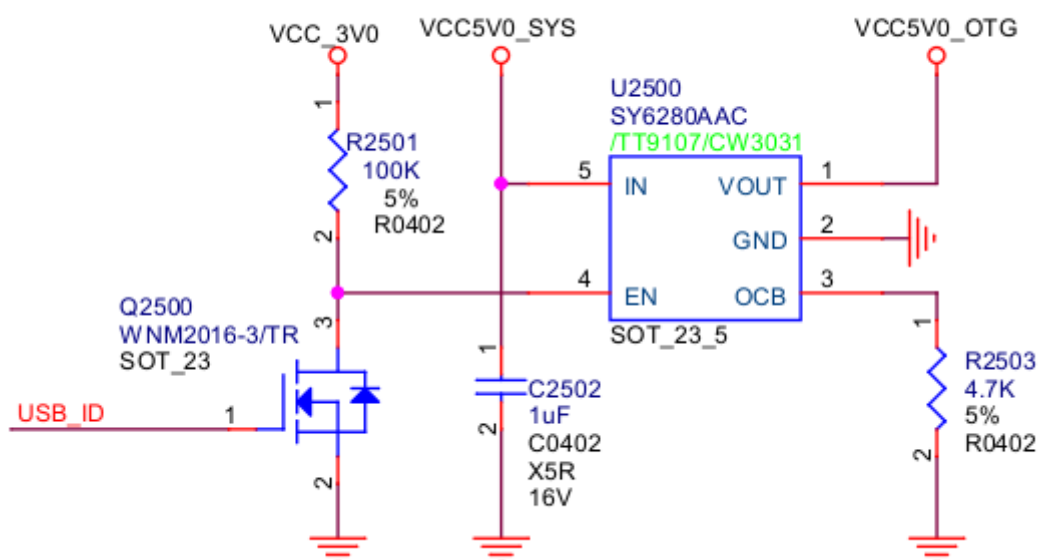 VCC_3V0
VCC5V0_SYS
VCC5V0_OTG
U2500
SY6280AAC
/TT9107/CW3031
1
R2501
100K
5%
R0402
2
5
IN
VOUT
1
GND
2
4
EN
OCB
3
SOT_23_5
Q2500
WNM2016-3/TR
SOT_23
3
USB_ID
1
2
1
C2502
1uF
C0402
X5R
16V
2
1
R2503
4.7K
5%
R0402
2